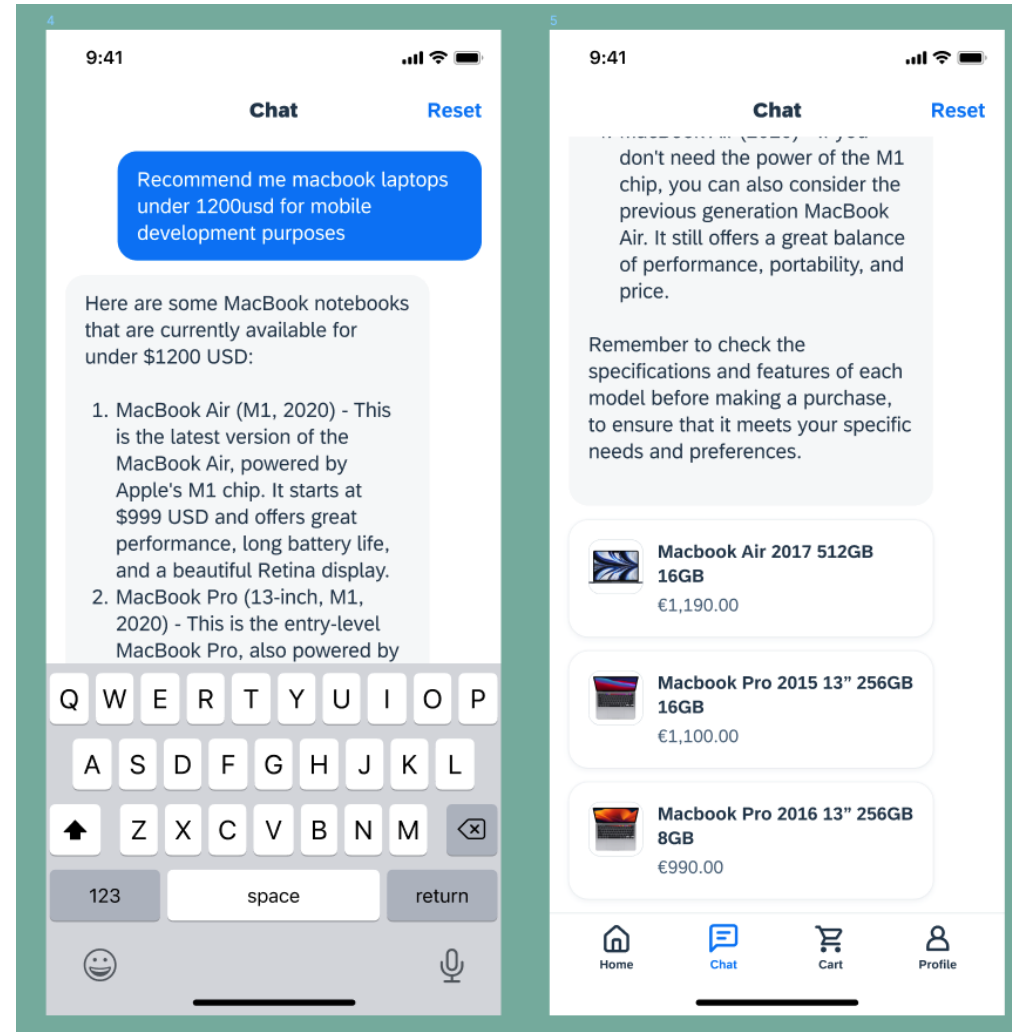 4
9:41
Chat
Reset
Recommend me macbook laptops
under 1200usd for mobile
development purposes
Here are some MacBook notebooks
that are currently available for
under $1200 USD:
1. MacBook Air (M1, 2020) - This
is the latest version of the
MacBook Air, powered by
Apple's M1 chip. It starts at
$999 USD and offers great
performance, long battery life,
and a beautiful Retina display.
2. MacBook Pro (13-inch, M1,
2020) - This is the entry-level
MacBook Pro, also powered by
Q W E R T Y U I O P
A S D F G H J K L
Z X C V B N M
123
space
return
5
9:41
Chat
Reset
don't need the power of the M1
chip, you can also consider the
previous generation MacBook
Air. It still offers a great balance
of performance, portability, and
price.
Remember to check the
specifications and features of each
model before making a purchase,
to ensure that it meets your specific
needs and preferences.
Macbook Air 2017 512GB
16GB
€1,190.00
Macbook Pro 2015 13” 256GB
16GB
€1,100.00
Macbook Pro 2016 13” 256GB
8GB
€990.00
Home
Chat
Cart
Profile